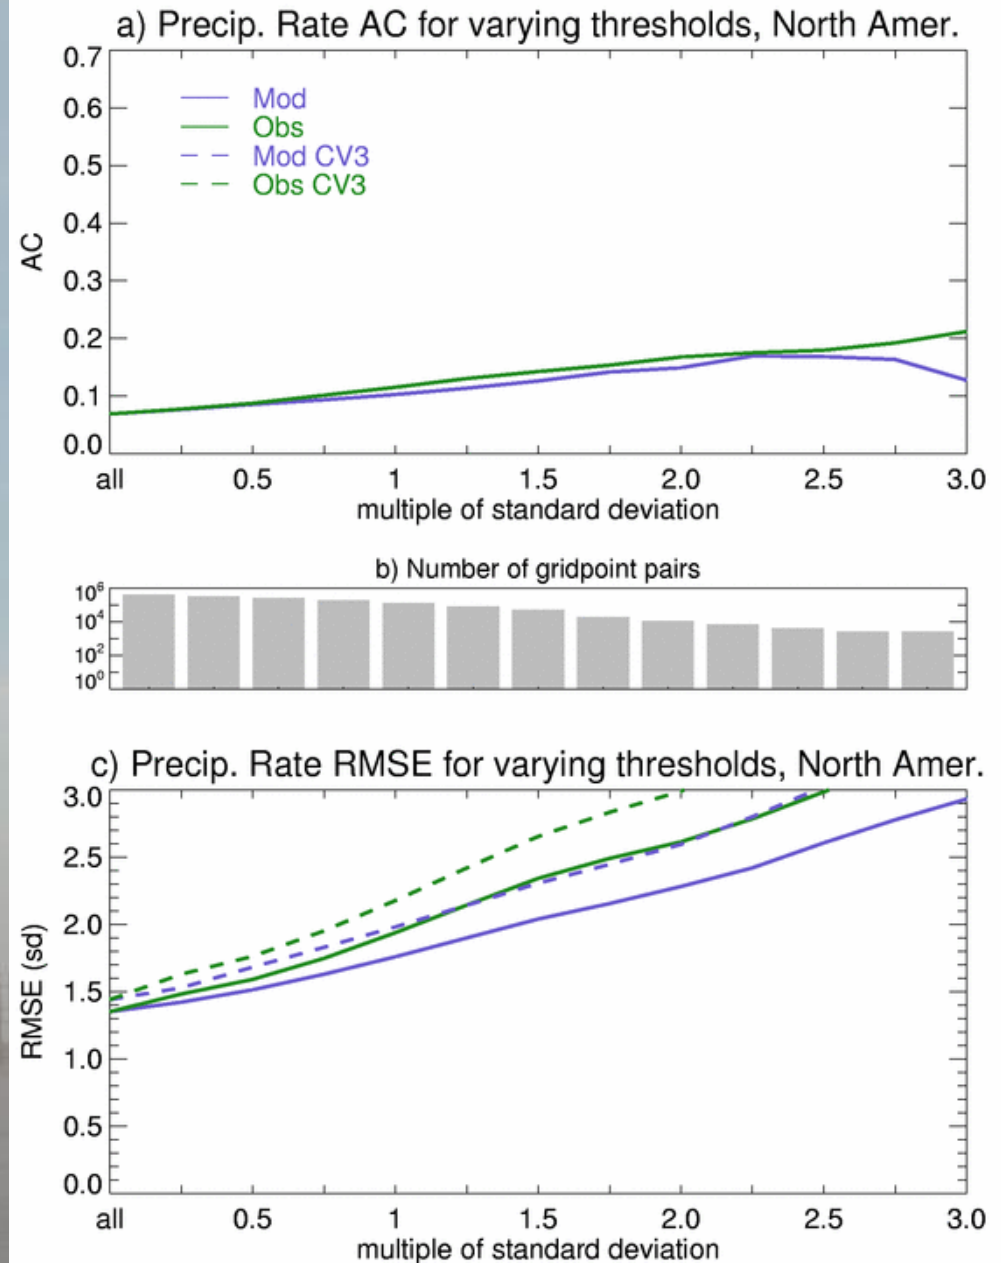 a) Precip. Rate AC for varying thresholds, North Amer.
0.7
0.6
0.5
0.4
0.3
0.2
0.1
0.0
AC
Mod
Obs
Mod CV3
Obs CV3
all 0.5 1 1.5 2.0 2.5 3.0
multiple of standard deviation
b) Number of gridpoint pairs
10⁶
10⁴
10²
10⁰
c) Precip. Rate RMSE for varying thresholds, North Amer.
3.0
2.5
2.0
1.5
1.0
0.5
0.0
RMSE (sd)
all 0.5 1 1.5 2.0 2.5 3.0
multiple of standard deviation